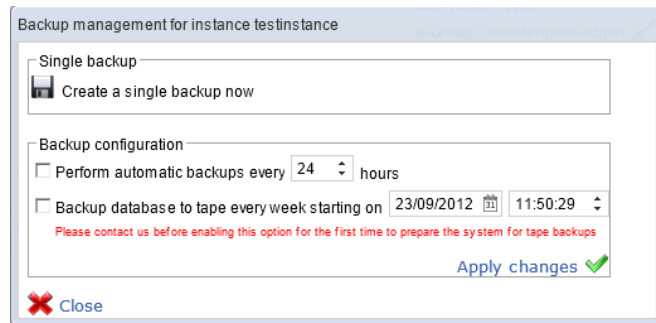 Backup management for instance testinstance
Single backup
Create a single backup now
Backup configuration
Perform automatic backups every 24 hours
Backup database to tape every week starting on 23/09/2012 31 11:50:29
Please contact us before enabling this option for the first time to prepare the system for tape backups
Apply changes
Close